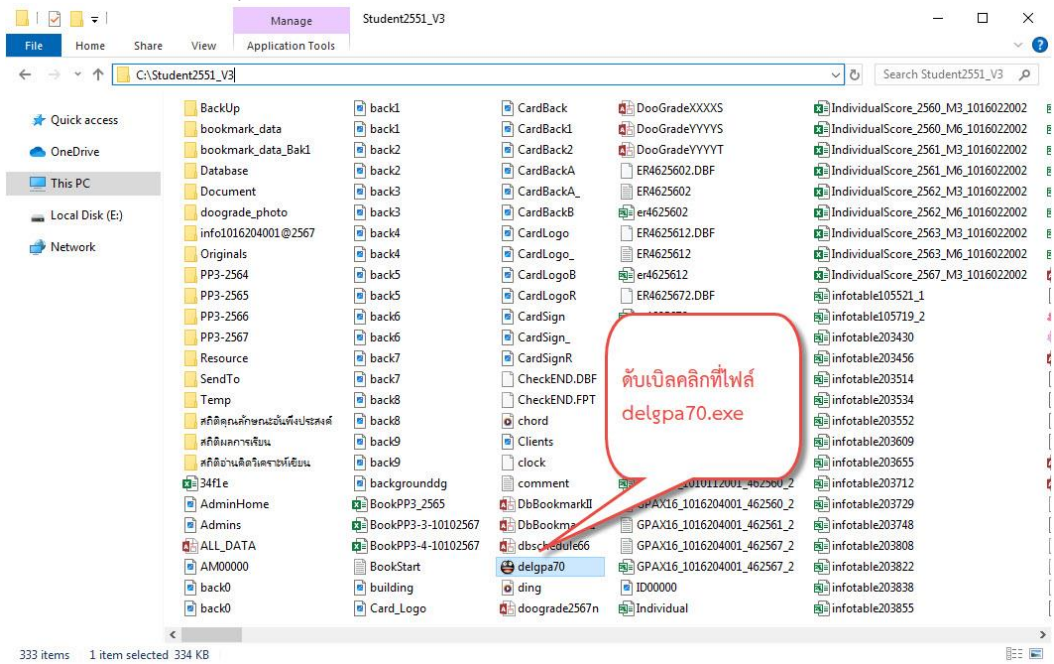 Manage
Student2551_V3
File
Home
Share
View
Application Tools
C:\Student2551_V3
Search Student2551_V3
Quick access
OneDrive
This PC
Local Disk (E:)
Network
BackUp
bookmark_data
bookmark_data_Bak1
Database
Document
doograde_photo
info1016204001@2567
Originals
PP3-2564
PP3-2565
PP3-2566
PP3-2567
Resource
SendTo
Temp
สถิติคุณลักษณะอันพึงประสงค์
สถิติผลการเรียน
สถิติอ่านคิดวิเคราะห์เขียน
34f1e
AdminHome
Admins
ALL_DATA
AM00000
back0
back0
back1
back1
back2
back2
back3
back3
back4
back4
back5
back5
back6
back6
back7
back7
back8
back8
back9
back9
backgrounddg
BookPP3_2565
BookPP3-3-10102567
BookPP3-4-10102567
BookStart
building
Card_Logo
CardBack
CardBack1
CardBack2
CardBackA
CardBackA_
CardBackB
CardLogo
CardLogo_
CardLogoB
CardLogoR
CardSign
CardSign_
CardSignR
CheckEND.DBF
CheckEND.FPT
chord
Clients
clock
comment
DbBookmarkII
DbBookma
dbschedule66
delgpa70
ding
doograde2567n
DooGradeXXXXS
DooGradeYYYYS
DooGradeYYYYT
ER4625602.DBF
ER4625602
er4625602
ER4625612.DBF
ER4625612
er4625612
ER4625672.DBF
ดับเบิลคลิกที่ไฟล์
delgpa70.exe
GPAX16_1016204001_462560_2
GPAX16_1016204001_462561_2
GPAX16_1016204001_462567_2
GPAX16_1016204001_462567_2
ID00000
Individual
IndividualScore_2560_M3_1016022002
IndividualScore_2560_M6_1016022002
IndividualScore_2561_M3_1016022002
IndividualScore_2561_M6_1016022002
IndividualScore_2562_M3_1016022002
IndividualScore_2562_M6_1016022002
IndividualScore_2563_M3_1016022002
IndividualScore_2563_M6_1016022002
IndividualScore_2567_M3_1016022002
infotable105521_1
infotable105719_2
infotable203430
infotable203456
infotable203514
infotable203534
infotable203552
infotable203609
infotable203655
infotable203712
infotable203729
infotable203748
infotable203808
infotable203822
infotable203838
infotable203855
333 items
1 item selected 334 KB